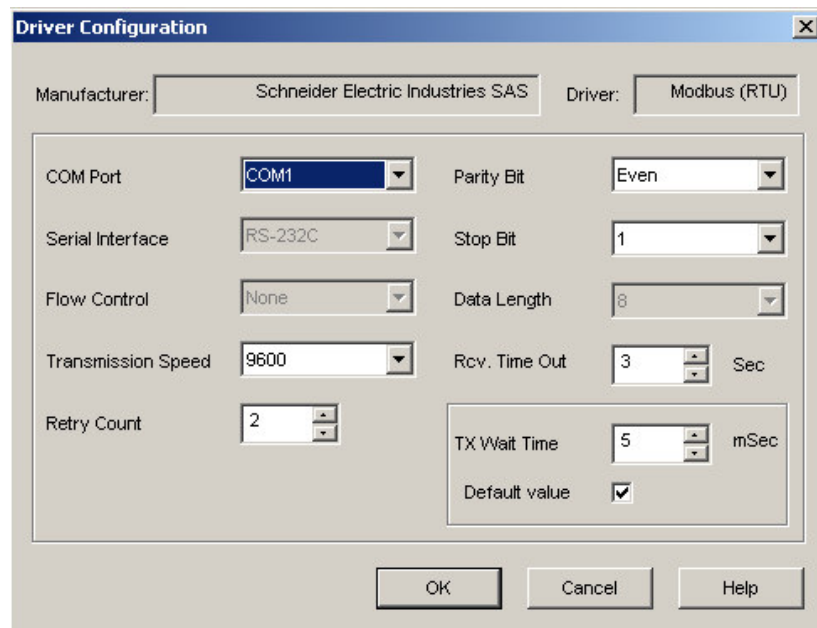 Driver Configuration
Manufacturer: Schneider Electric Industries SAS Driver: Modbus (RTU)
COM Port COM1 Parity Bit Even
Serial Interface RS-232C Stop Bit 1
Flow Control None Data Length 8
Transmission Speed 9600 Rcv. Time Out 3 Sec
Retry Count 2
TX Wait Time 5 mSec
Default value
OK Cancel Help